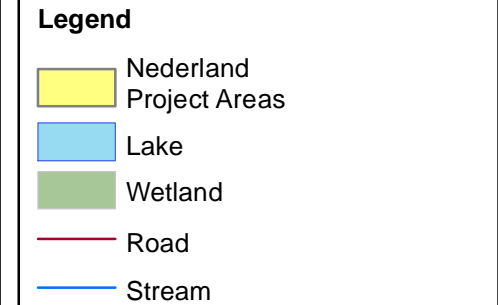 Legend
Nederland
Project Areas
Lake
Wetland
Road
Stream